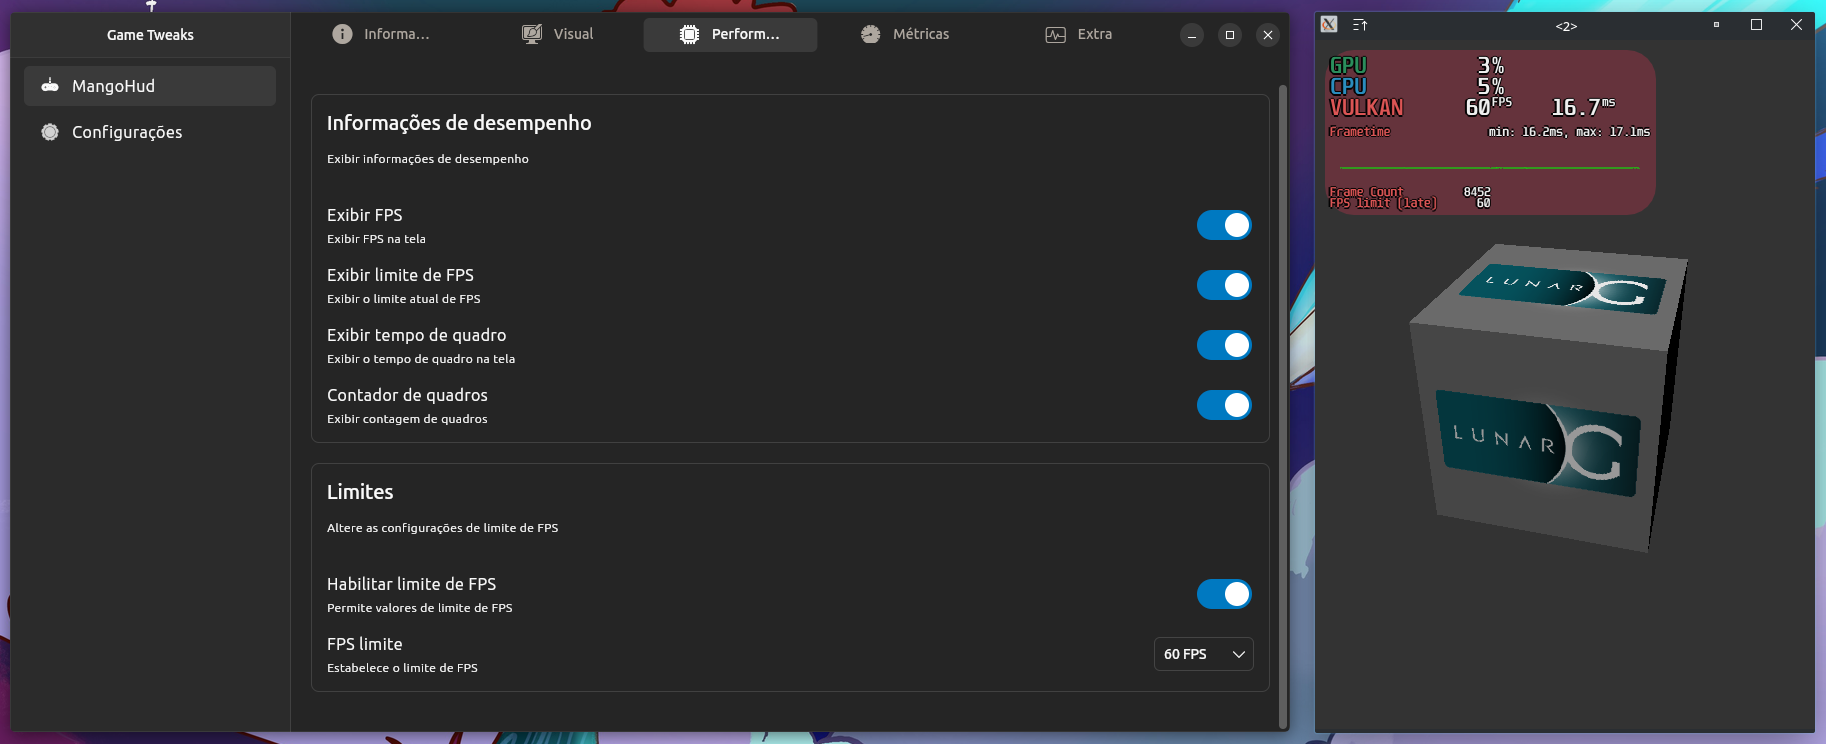 Game Tweaks
MangoHud
Configurações
Informa...
Visual
Perform...
Métricas
Extra
Informações de desempenho
Exibir informações de desempenho
Exibir FPS
Exibir FPS na tela
Exibir limite de FPS
Exibir o limite atual de FPS
Exibir tempo de quadro
Exibir o tempo de quadro na tela
Contador de quadros
Exibir contagem de quadros
Limites
Altere as configurações de limite de FPS
Habilitar limite de FPS
Permite valores de limite de FPS
FPS limite
Estabelece o limite de FPS
60 FPS
<2>
GPU 3%
CPU 5%
VULKAN 60 FPS 16.7 ms
Frametime min: 16.2ms, max: 17.1ms
Frame Count 8452
FPS limit (late) 60
LUNAR G
LUNAR G